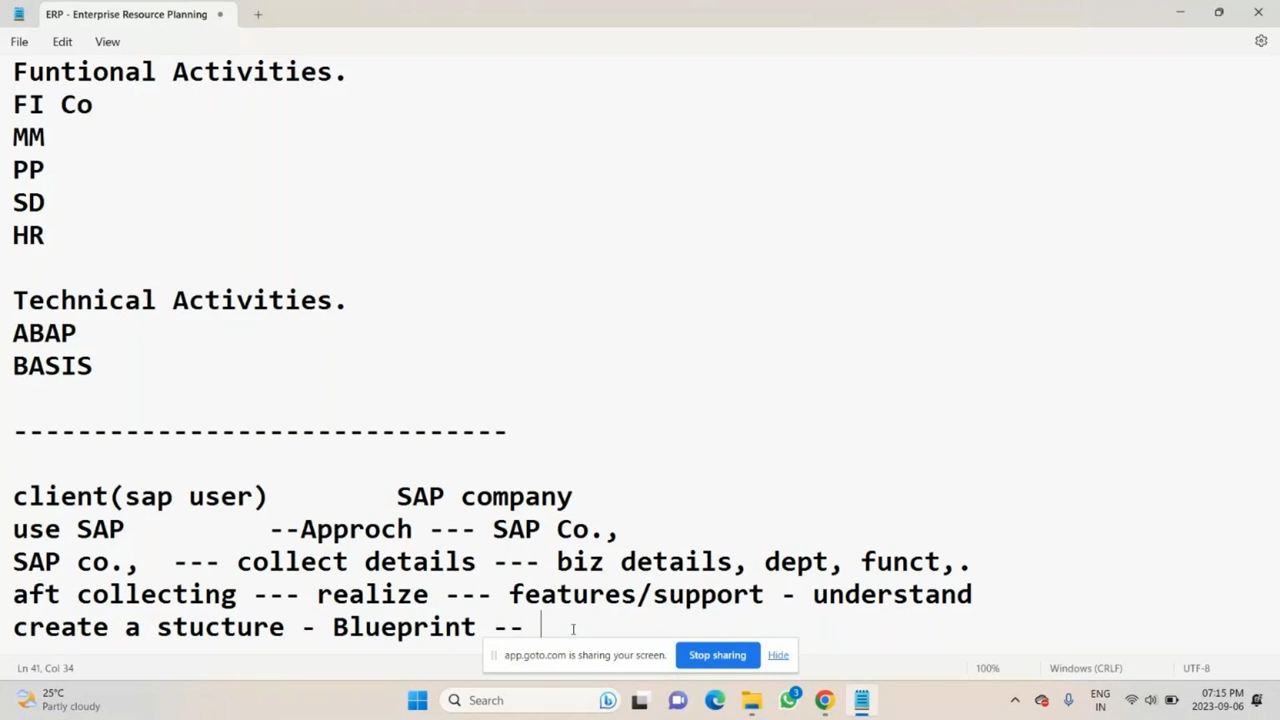 ERP - Enterprise Resource Planning
File Edit View
Funtional Activities.
FI Co
MM
PP
SD
HR
Technical Activities.
ABAP
BASIS
-------------------------------
client(sap user) SAP company
use SAP --Approch --- SAP Co.,
SAP co., --- collect details --- biz details, dept, funct,.
aft collecting --- realize --- features/support - understand
create a stucture - Blueprint --
app.goto.com is sharing your screen. Stop sharing Hide
Ln 41, Col 34 100% Windows (CRLF) UTF-8
25°C
Partly cloudy
Search
3
ENG
IN
07:15 PM
2023-09-06